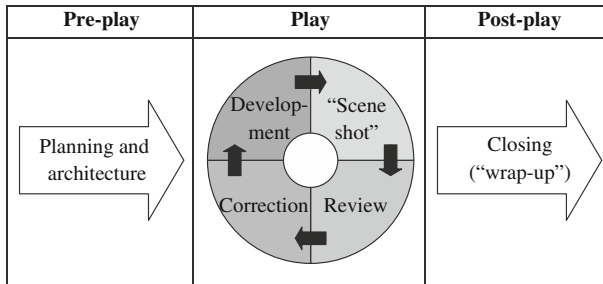 Pre-play
Play
Post-play
Planning and
architecture
Develop-
ment
“Scene
shot”
Correction
Review
Closing
(“wrap-up”)